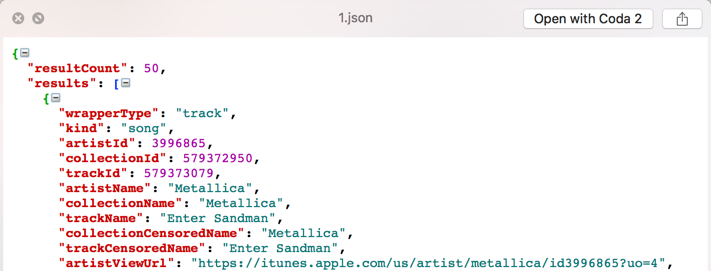 1.json
Open with Coda 2
{
"resultCount": 50,
"results": [
{
"wrapperType": "track",
"kind": "song",
"artistId": 3996865,
"collectionId": 579372950,
"trackId": 579373079,
"artistName": "Metallica",
"collectionName": "Metallica",
"trackName": "Enter Sandman",
"collectionCensoredName": "Metallica",
"trackCensoredName": "Enter Sandman",
"artistViewUrl": "https://itunes.apple.com/us/artist/metallica/id3996865?uo=4",